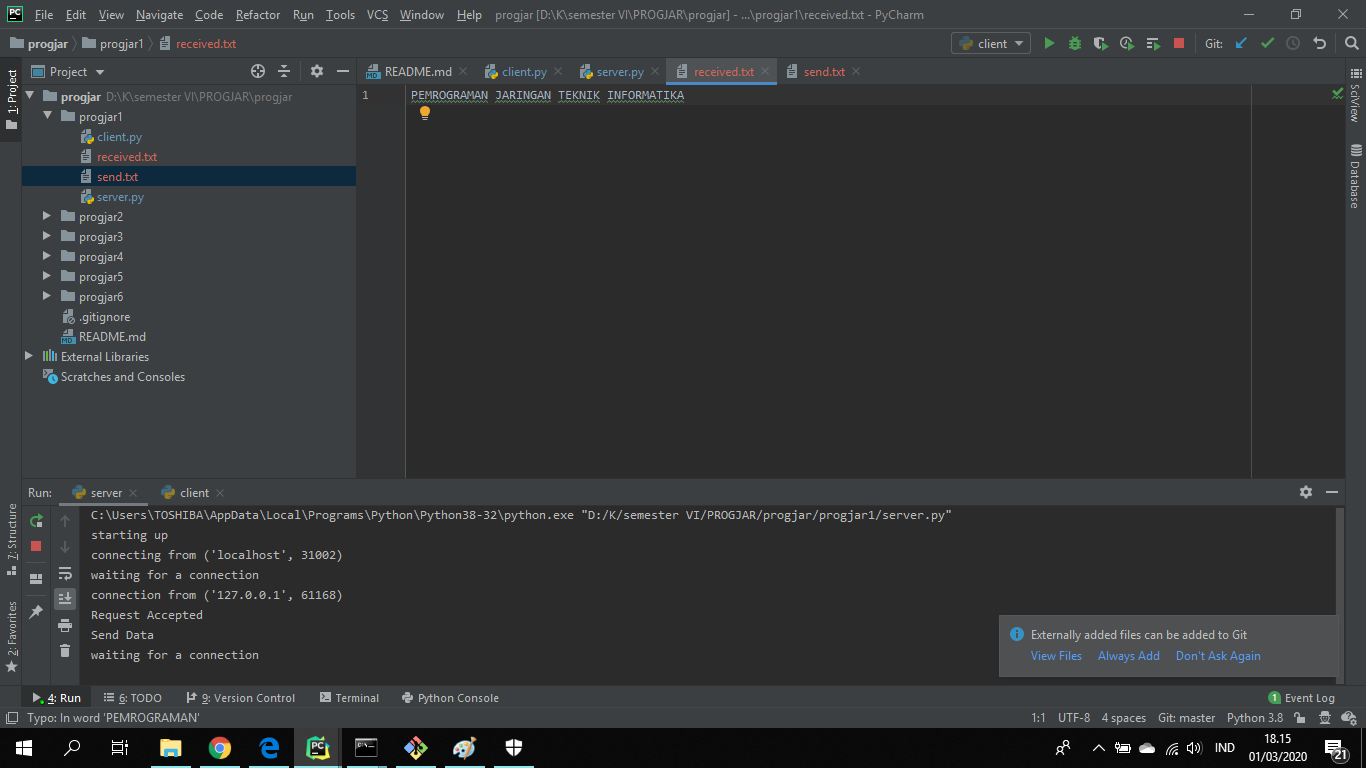 File Edit View Navigate Code Refactor Run Tools VCS Window Help progjar [D:\K\semester VI\PROGJAR\progjar] - ...\progjar1\received.txt - PyCharm
progjar progjar1 received.txt client Git:
Project README.md client.py server.py received.txt send.txt
1: Project
progjar D:\K\semester VI\PROGJAR\progjar
progjar1
client.py
received.txt
send.txt
server.py
progjar2
progjar3
progjar4
progjar5
progjar6
.gitignore
README.md
External Libraries
Scratches and Consoles
1 PEMROGRAMAN JARINGAN TEKNIK INFORMATIKA
SciView
Database
7: Structure
2: Favorites
Run: server client
C:\Users\TOSHIBA\AppData\Local\Programs\Python\Python38-32\python.exe "D:/K/semester VI/PROGJAR/progjar/progjar1/server.py"
starting up
connecting from ('localhost', 31002)
waiting for a connection
connection from ('127.0.0.1', 61168)
Request Accepted
Send Data
waiting for a connection
Externally added files can be added to Git
View Files Always Add Don't Ask Again
4: Run 6: TODO 9: Version Control Terminal Python Console 1 Event Log
Typo: In word 'PEMROGRAMAN' 1:1 UTF-8 4 spaces Git: master Python 3.8
IND 18.15
01/03/2020
21